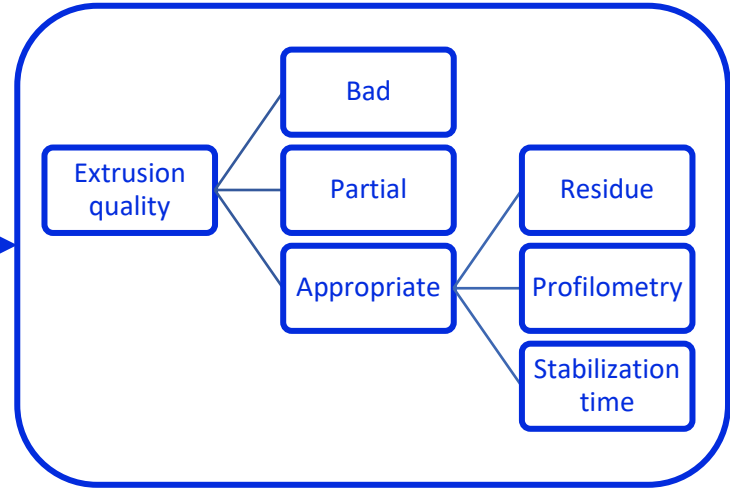 Extrusion
quality
Bad
Partial
Appropriate
Residue
Profilometry
Stabilization
time